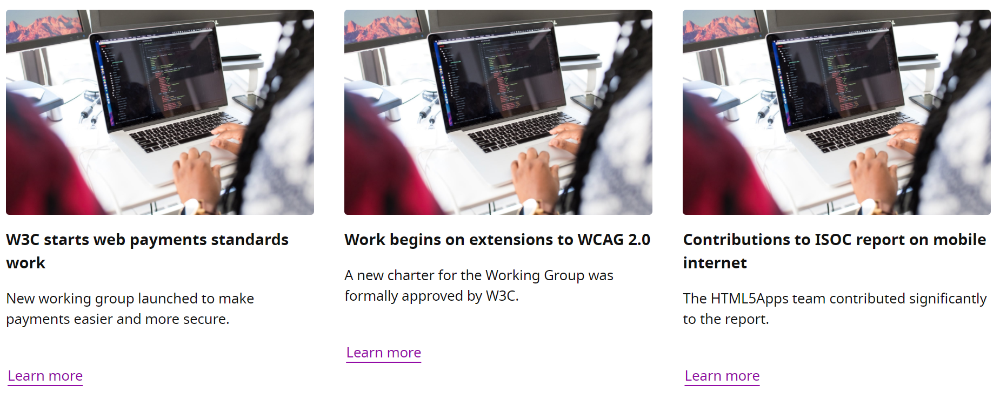 W3C starts web payments standards
work
New working group launched to make
payments easier and more secure.
Learn more
Work begins on extensions to WCAG 2.0
A new charter for the Working Group was
formally approved by W3C.
Learn more
Contributions to ISOC report on mobile
internet
The HTML5Apps team contributed significantly
to the report.
Learn more